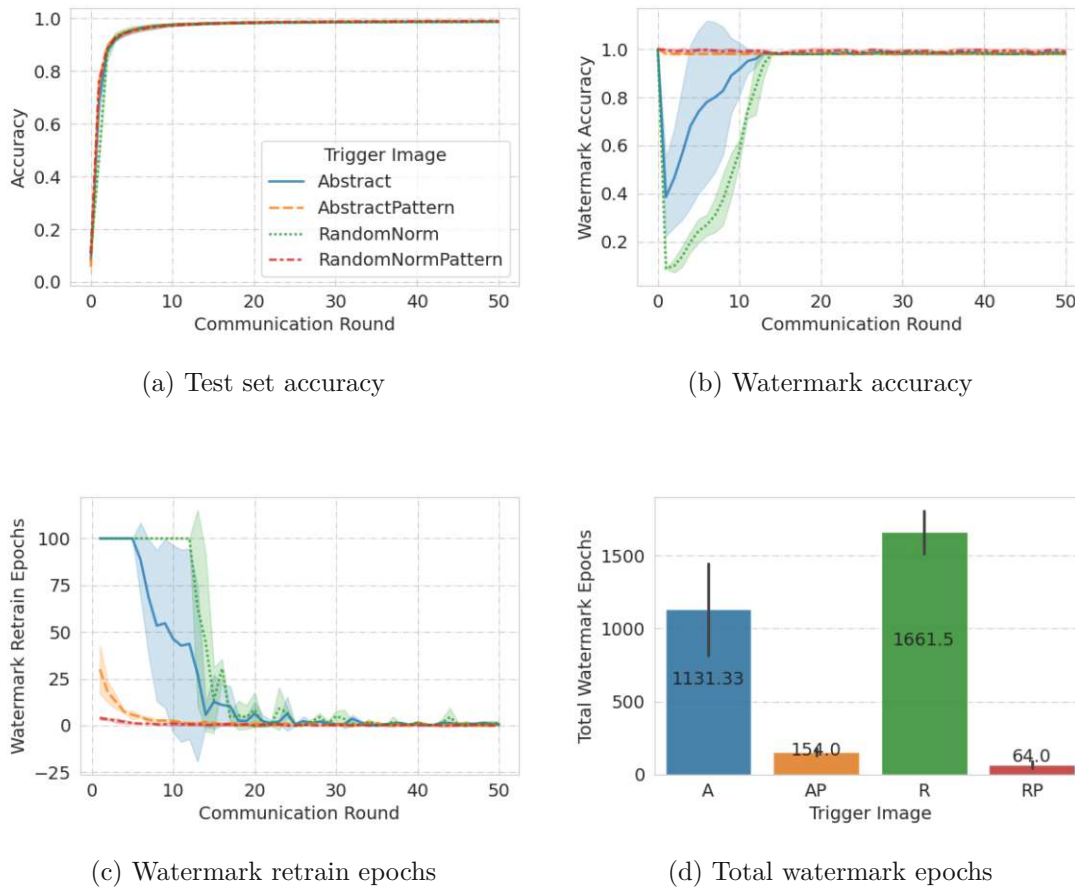 1.0
0.8
0.6
0.4
0.2
0.0
Accuracy
0 10 20 30 40 50
Communication Round
Trigger Image
Abstract
AbstractPattern
RandomNorm
RandomNormPattern
(a) Test set accuracy
1.0
0.8
0.6
0.4
0.2
Watermark Accuracy
0 10 20 30 40 50
Communication Round
(b) Watermark accuracy
100
75
50
25
0
−25
Watermark Retrain Epochs
0 10 20 30 40 50
Communication Round
(c) Watermark retrain epochs
1500
1000
500
0
Total Watermark Epochs
1131.33
154.0
1661.5
64.0
A AP R RP
Trigger Image
(d) Total watermark epochs